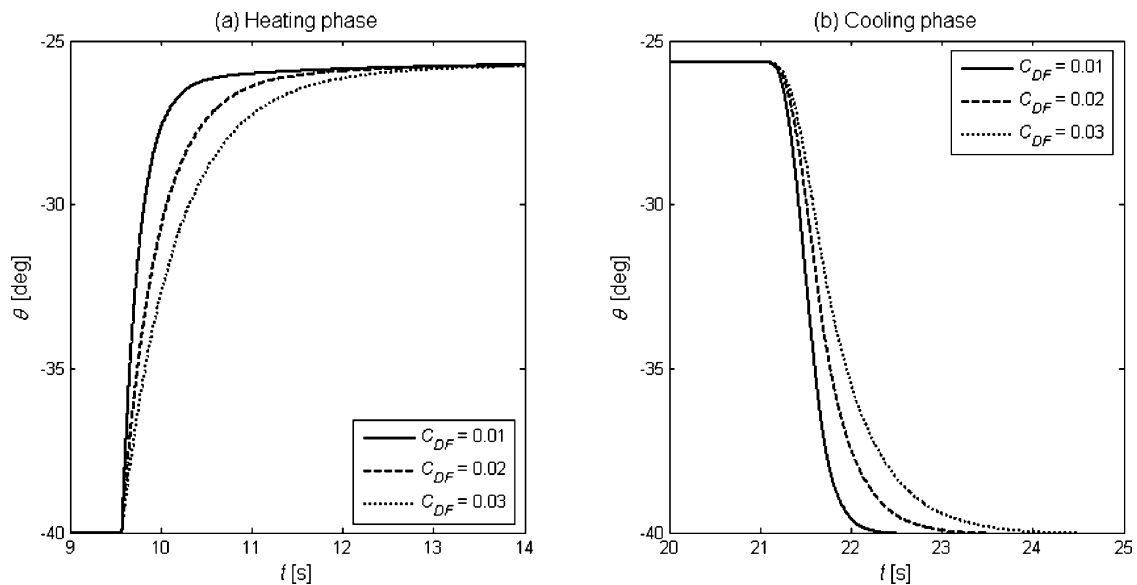 (a) Heating phase
-25
-30
-35
-40
θ [deg]
9
10
11
12
13
14
t [s]
C_DF = 0.01
C_DF = 0.02
C_DF = 0.03
(b) Cooling phase
-25
-30
-35
-40
θ [deg]
20
21
22
23
24
25
t [s]
C_DF = 0.01
C_DF = 0.02
C_DF = 0.03